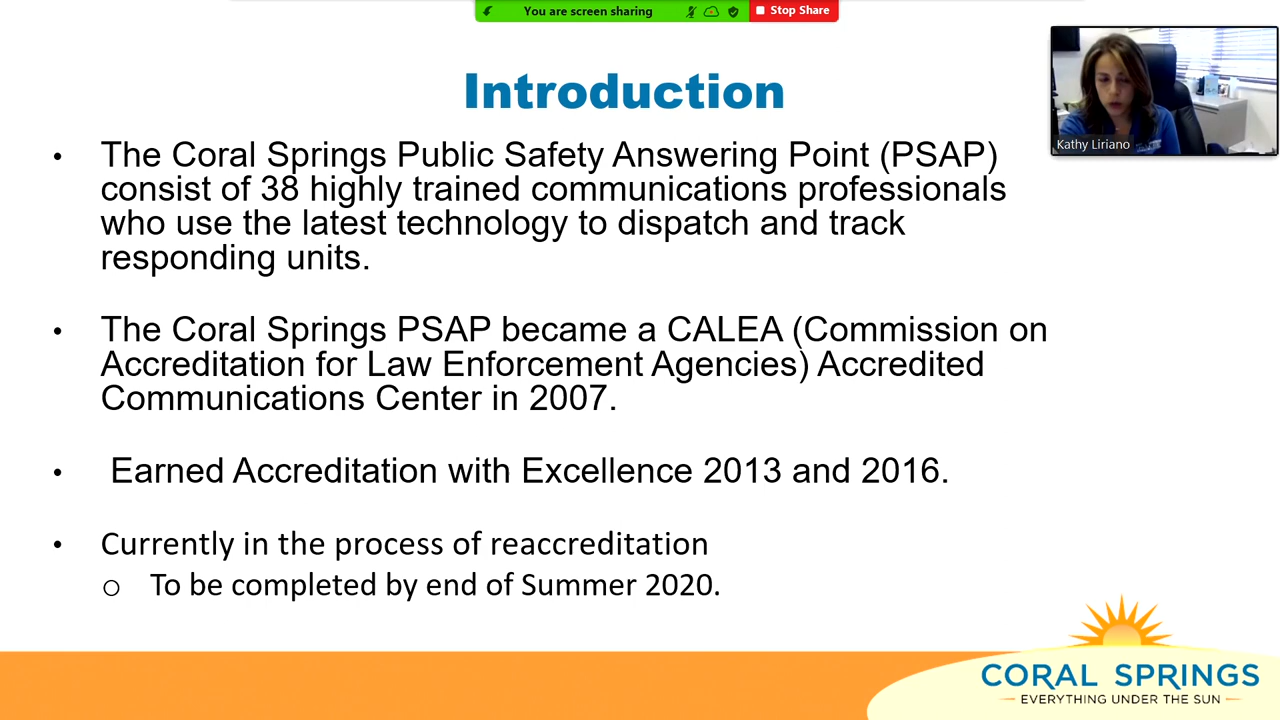 You are screen sharing
Stop Share
Introduction
Kathy Liriano
• The Coral Springs Public Safety Answering Point (PSAP)
consist of 38 highly trained communications professionals
who use the latest technology to dispatch and track
responding units.
• The Coral Springs PSAP became a CALEA (Commission on
Accreditation for Law Enforcement Agencies) Accredited
Communications Center in 2007.
• Earned Accreditation with Excellence 2013 and 2016.
• Currently in the process of reaccreditation
o To be completed by end of Summer 2020.
CORAL SPRINGS
EVERYTHING UNDER THE SUN